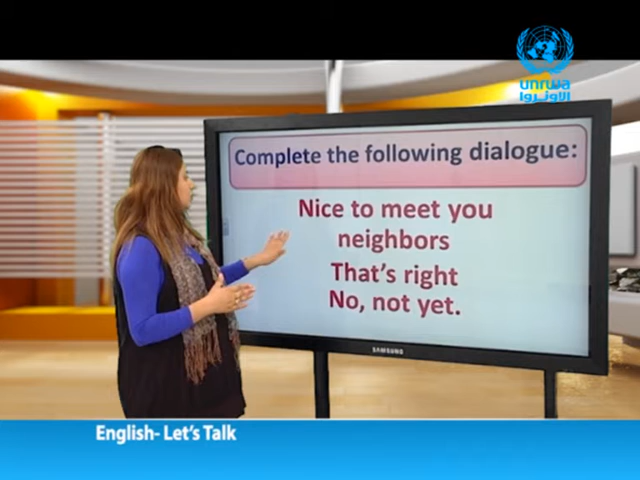 unrwa
الأونروا
Complete the following dialogue:
Nice to meet you
neighbors
That's right
No, not yet.
SAMSUNG
English- Let's Talk